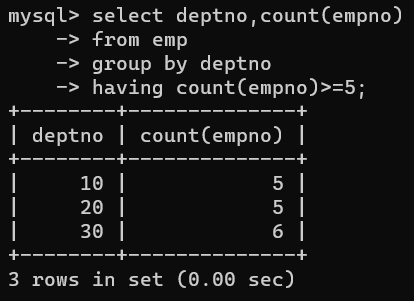 mysql> select deptno,count(empno)
    -> from emp
    -> group by deptno
    -> having count(empno)>=5;
+--------+--------------+
| deptno | count(empno) |
+--------+--------------+
|     10 |            5 |
|     20 |            5 |
|     30 |            6 |
+--------+--------------+
3 rows in set (0.00 sec)